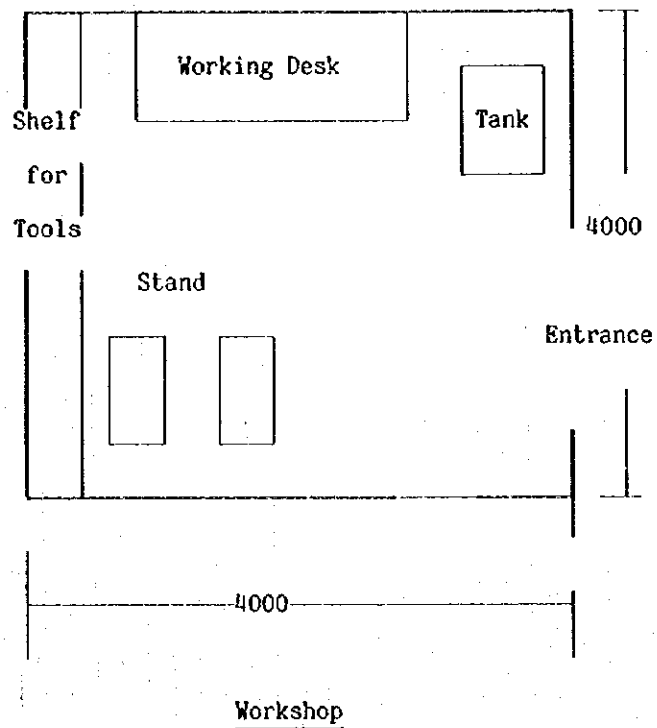 Working Desk
Shelf
for
Tools
Tank
4000
Stand
Entrance
4000
Workshop